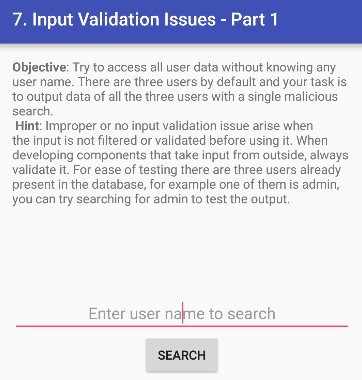 7. Input Validation Issues - Part 1
Objective: Try to access all user data without knowing any
user name. There are three users by default and your task is
to output data of all the three users with a single malicious
search.
Hint: Improper or no input validation issue arise when
the input is not filtered or validated before using it. When
developing components that take input from outside, always
validate it. For ease of testing there are three users already
present in the database, for example one of them is admin,
you can try searching for admin to test the output.
Enter user name to search
SEARCH